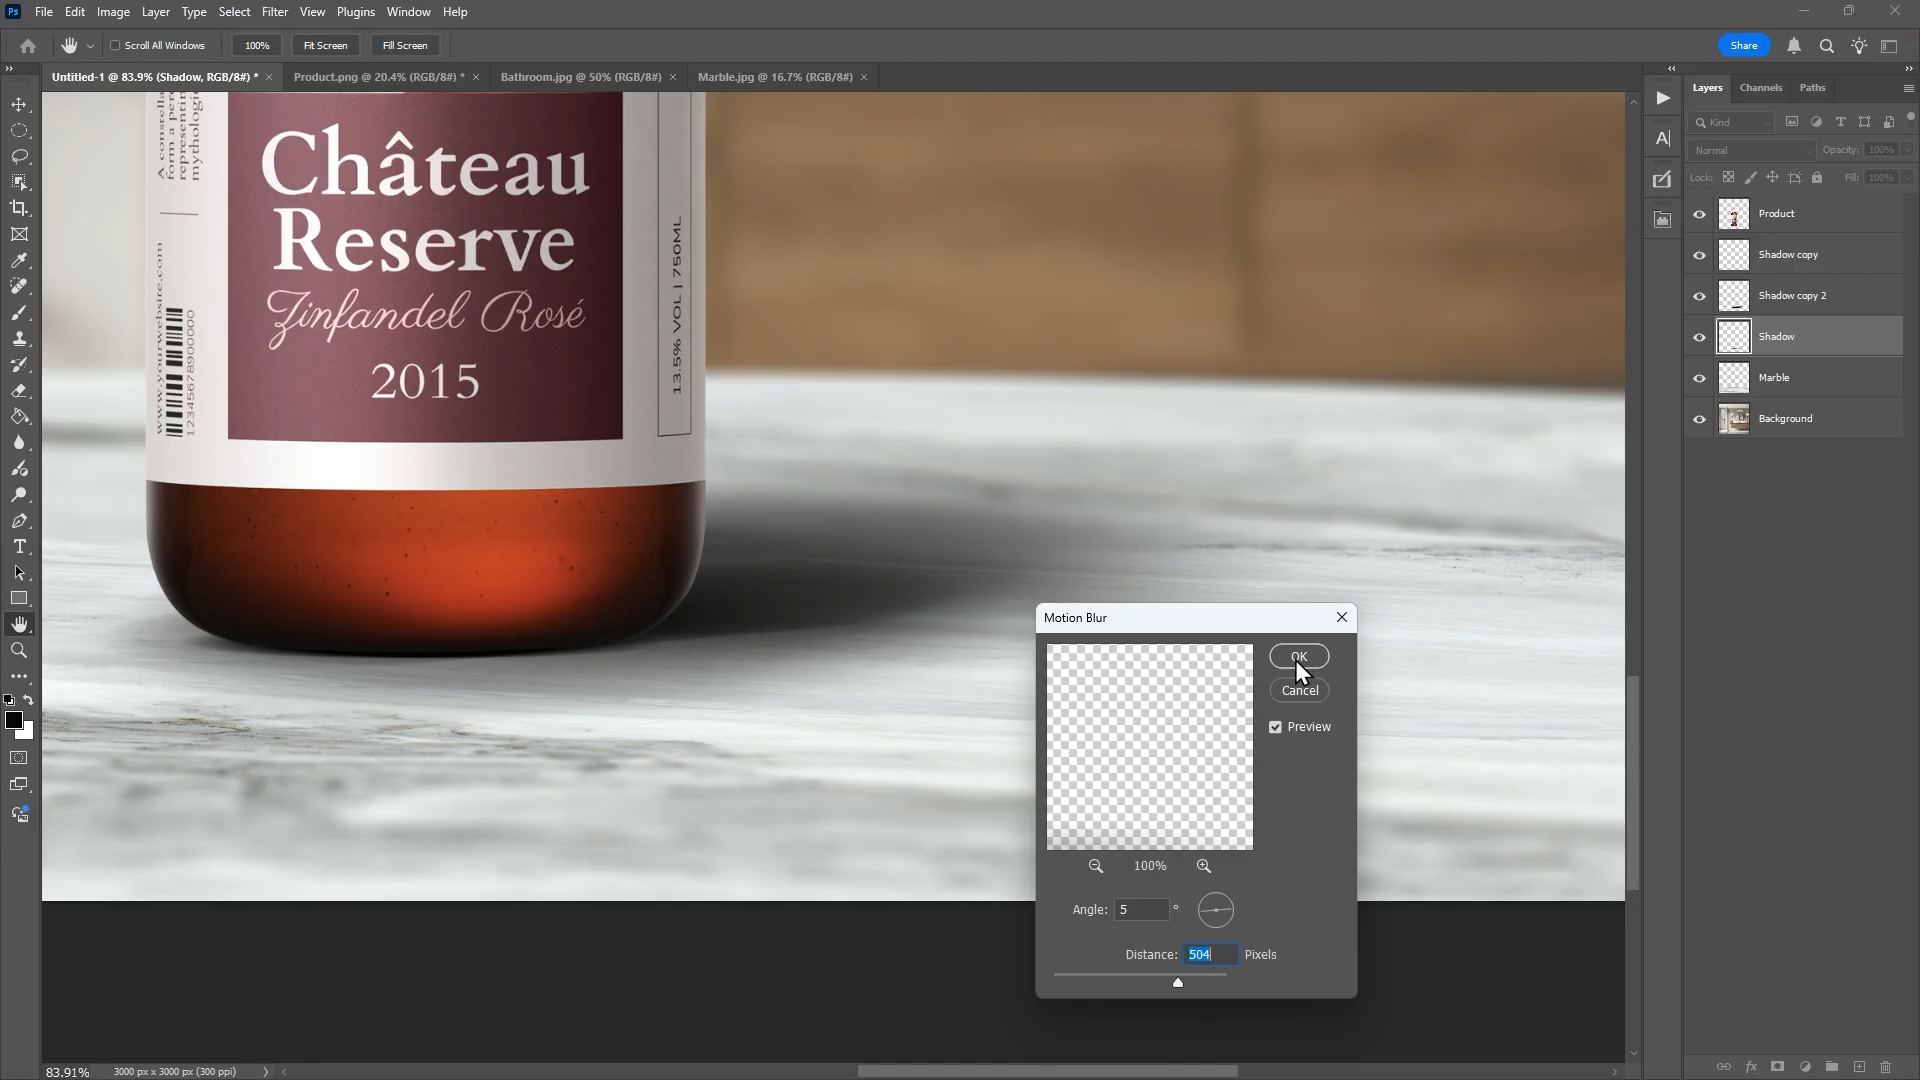 Ps File Edit Image Layer Type Select Filter View Plugins Window Help
Scroll All Windows 100% Fit Screen Fill Screen Share
Untitled-1 @ 83.9% (Shadow, RGB/8#) * × Product.png @ 20.4% (RGB/8#) * × Bathroom.jpg @ 50% (RGB/8#) × Marble.jpg @ 16.7% (RGB/8#) ×
Layers Channels Paths
Kind
Normal Opacity: 100%
Lock: Fill: 100%
Product
Shadow copy
Shadow copy 2
Shadow
Marble
Background
form a
mythologi
www.yourwebsite.com
1234567890000
Château
Reserve
Zinfandel Rosé
2015
13.5% VOL | 750ML
Motion Blur
OK
Cancel
Preview
100%
Angle: 5 °
Distance: 504 Pixels
83.91% 3000 px x 3000 px (300 ppi)